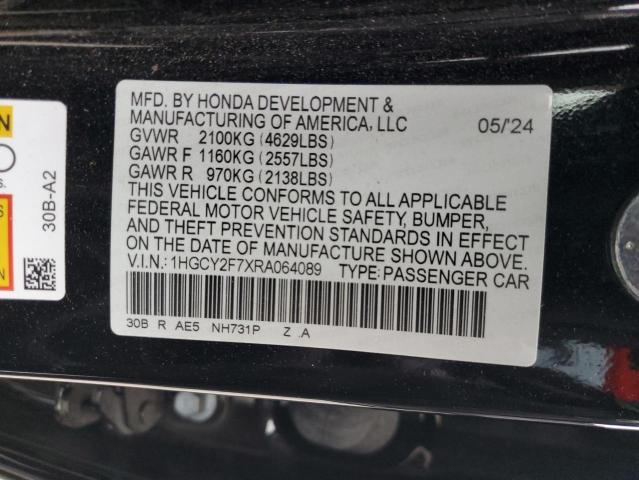 MFD. BY HONDA DEVELOPMENT &
MANUFACTURING OF AMERICA, LLC 05/'24
GVWR 2100KG (4629LBS)
GAWR F 1160KG (2557LBS)
GAWR R 970KG (2138LBS)
THIS VEHICLE CONFORMS TO ALL APPLICABLE
FEDERAL MOTOR VEHICLE SAFETY, BUMPER,
AND THEFT PREVENTION STANDARDS IN EFFECT
ON THE DATE OF MANUFACTURE SHOWN ABOVE.
V.I.N.: 1HGCY2F7XRA064089 TYPE: PASSENGER CAR
30B R AE5 NH731P Z .A
30B-A2